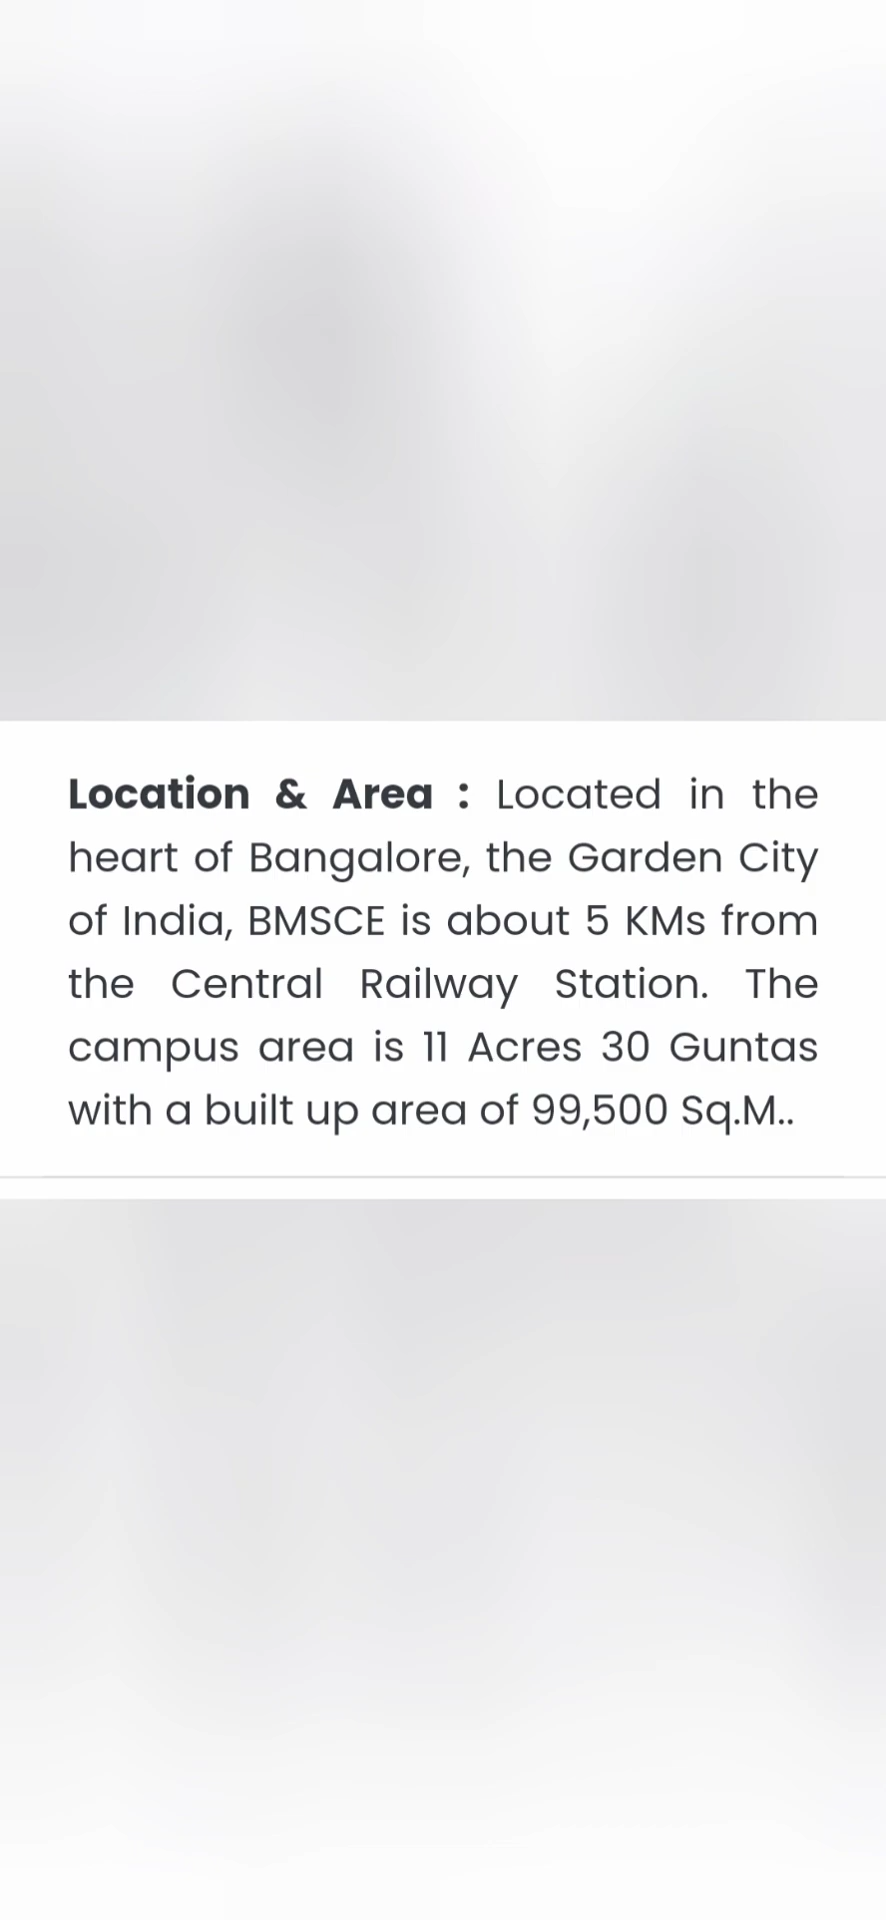 Location & Area : Located in the
heart of Bangalore, the Garden City
of India, BMSCE is about 5 KMs from
the Central Railway Station. The
campus area is 11 Acres 30 Guntas
with a built up area of 99,500 Sq.M..